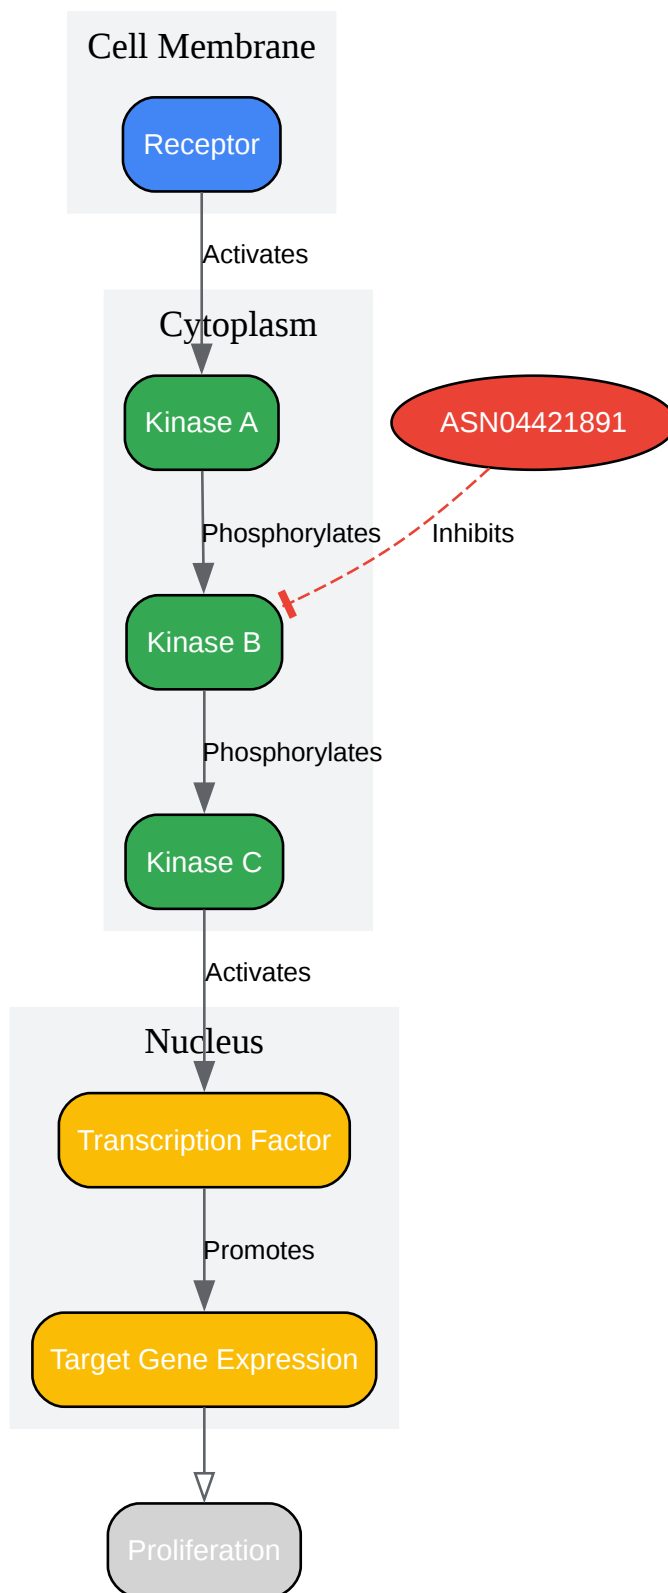 Cell Membrane
Receptor
Activates
Cytoplasm
Kinase A
ASN04421891
Phosphorylates
Inhibits
Kinase B
Phosphorylates
Kinase C
Activates
Nucleus
Transcription Factor
Promotes
Target Gene Expression
Proliferation